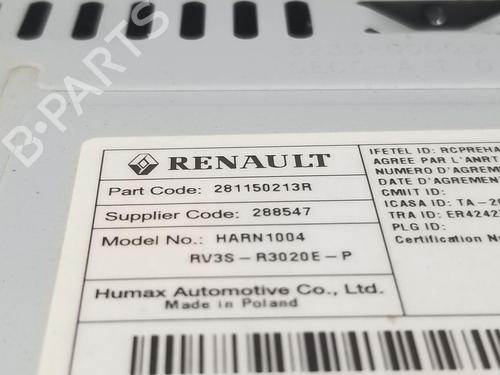 B-PARTS
RENAULT
Part Code: 281150213R
Supplier Code: 288547
Model No.: HARN1004
RV3S-R3020E-P
Humax Automotive Co., Ltd.
Made in Poland
IFETEL ID: RCPREHA
AGREE PAR L'ANRT
NUMERO D'AGREM
DATE D'AGREMENT
CMIIT ID:
ICASA ID: TA-20
TRA ID: ER4242
PLG ID:
Certification N